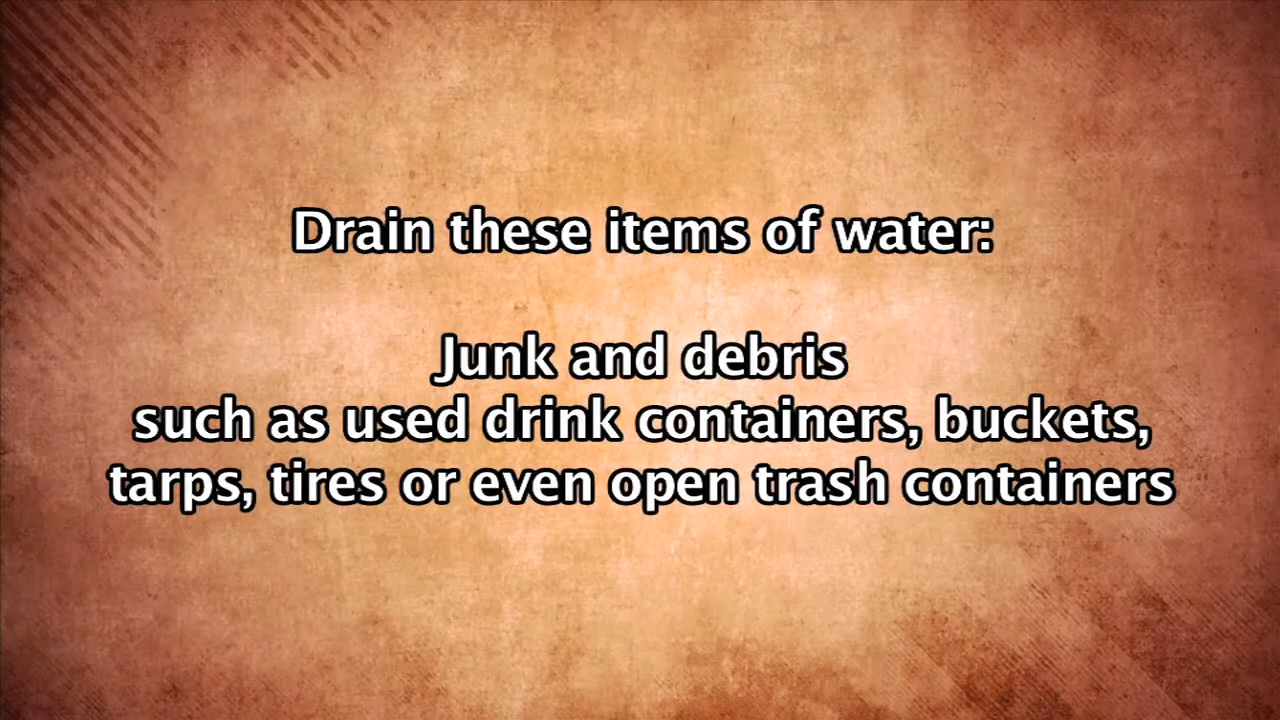 Drain these items of water:
Junk and debris
such as used drink containers, buckets,
tarps, tires or even open trash containers